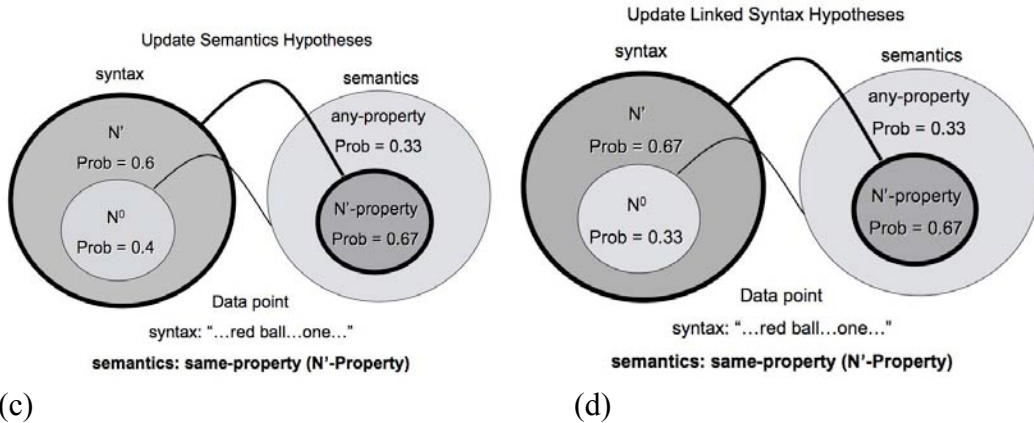 Update Semantics Hypotheses
syntax
semantics
N'
Prob = 0.6
N⁰
Prob = 0.4
any-property
Prob = 0.33
N'-property
Prob = 0.67
Data point
syntax: “…red ball…one…”
semantics: same-property (N'-Property)
(c)
Update Linked Syntax Hypotheses
syntax
semantics
N'
Prob = 0.67
N⁰
Prob = 0.33
any-property
Prob = 0.33
N'-property
Prob = 0.67
Data point
syntax: “…red ball…one…”
semantics: same-property (N'-Property)
(d)